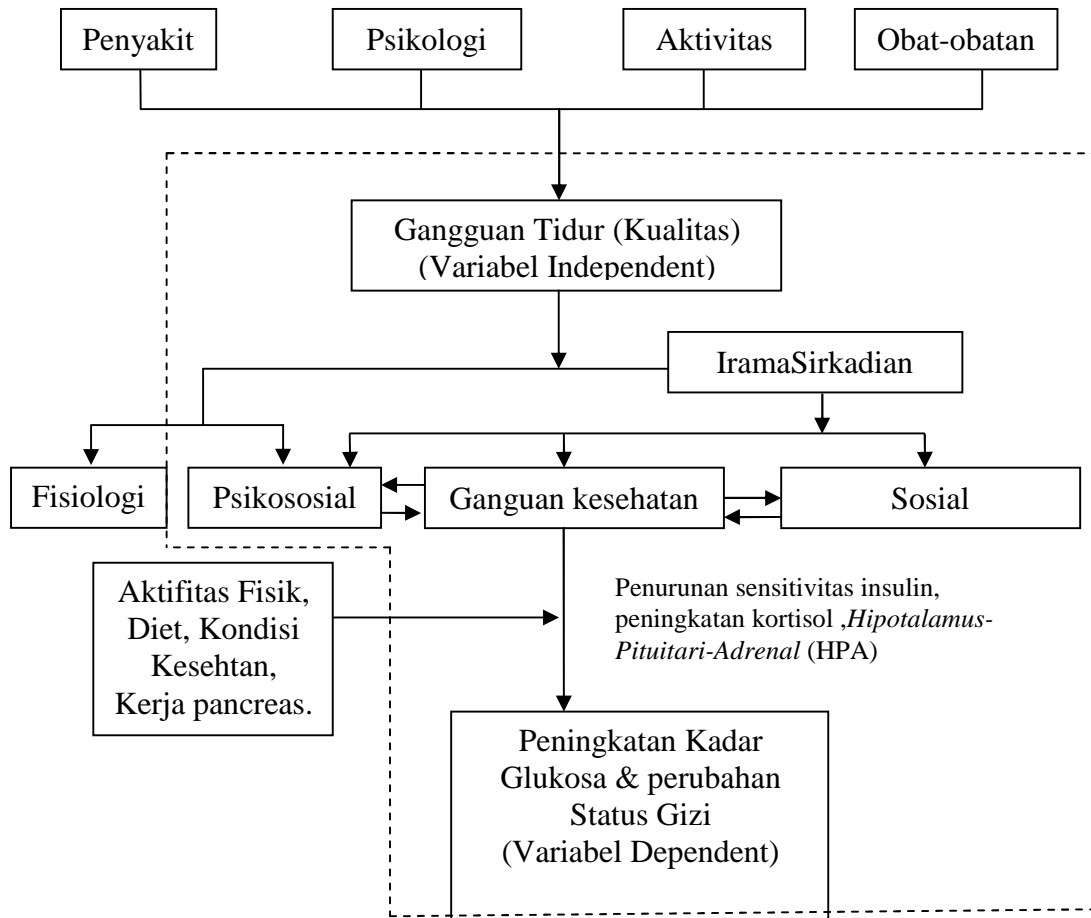 Penyakit
Psikologi
Aktivitas
Obat-obatan
Gangguan Tidur (Kualitas)
(Variabel Independent)
IramaSirkadian
Fisiologi
Psikososial
Ganguan kesehatan
Sosial
Aktifitas Fisik,
Diet, Kondisi
Kesehtan,
Kerja pancreas.
Penurunan sensitivitas insulin,
peningkatan kortisol ,Hipotalamus-
Pituitari-Adrenal (HPA)
Peningkatan Kadar
Glukosa & perubahan
Status Gizi
(Variabel Dependent)